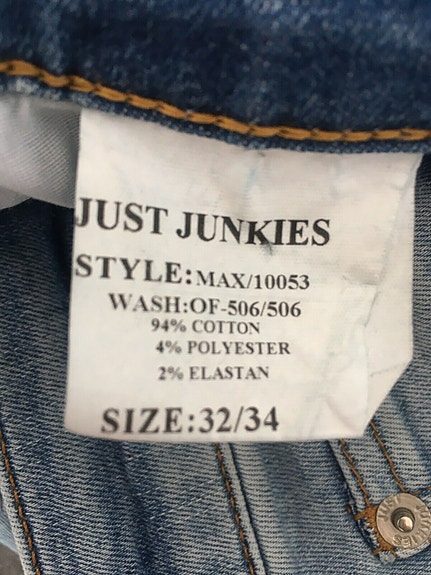 JUST JUNKIES
STYLE:MAX/10053
WASH:OF-506/506
94% COTTON
4% POLYESTER
2% ELASTAN
SIZE:32/34